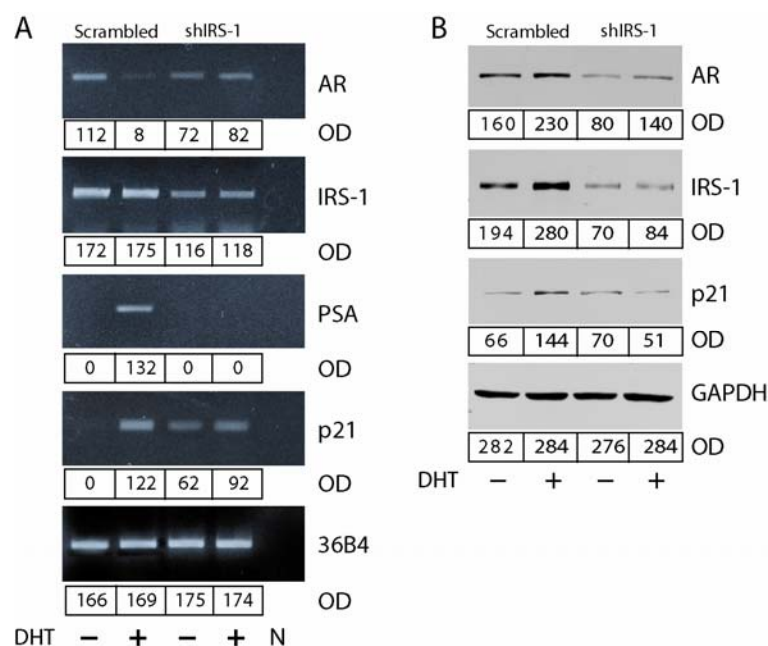 A
Scrambled shIRS-1
AR
112 8 72 82 OD
IRS-1
172 175 116 118 OD
PSA
0 132 0 0 OD
p21
0 122 62 92 OD
36B4
166 169 175 174 OD
DHT − + − + N
B
Scrambled shIRS-1
AR
160 230 80 140 OD
IRS-1
194 280 70 84 OD
p21
66 144 70 51 OD
GAPDH
282 284 276 284 OD
DHT − + − +